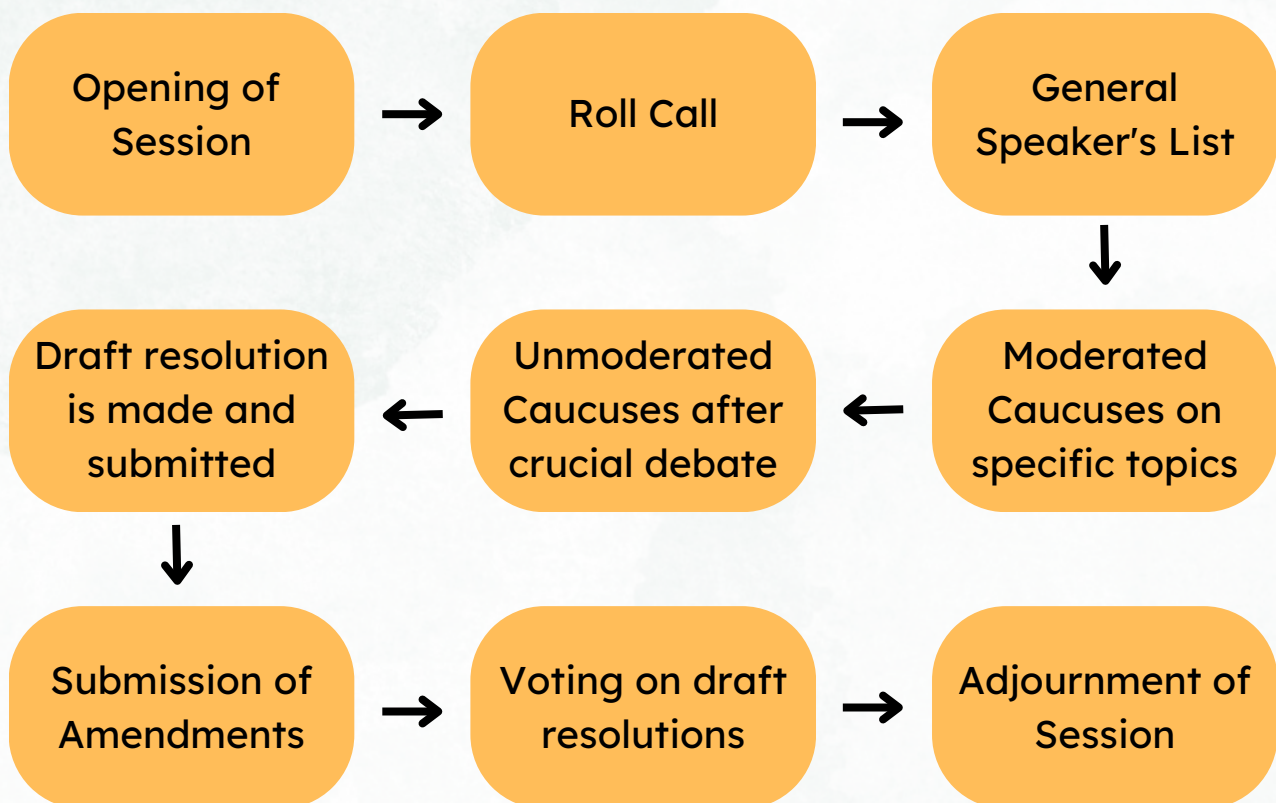 Opening of
Session
Roll Call
General
Speaker's List
Moderated
Caucuses on
specific topics
Unmoderated
Caucuses after
crucial debate
Draft resolution
is made and
submitted
Submission of
Amendments
Voting on draft
resolutions
Adjournment of
Session